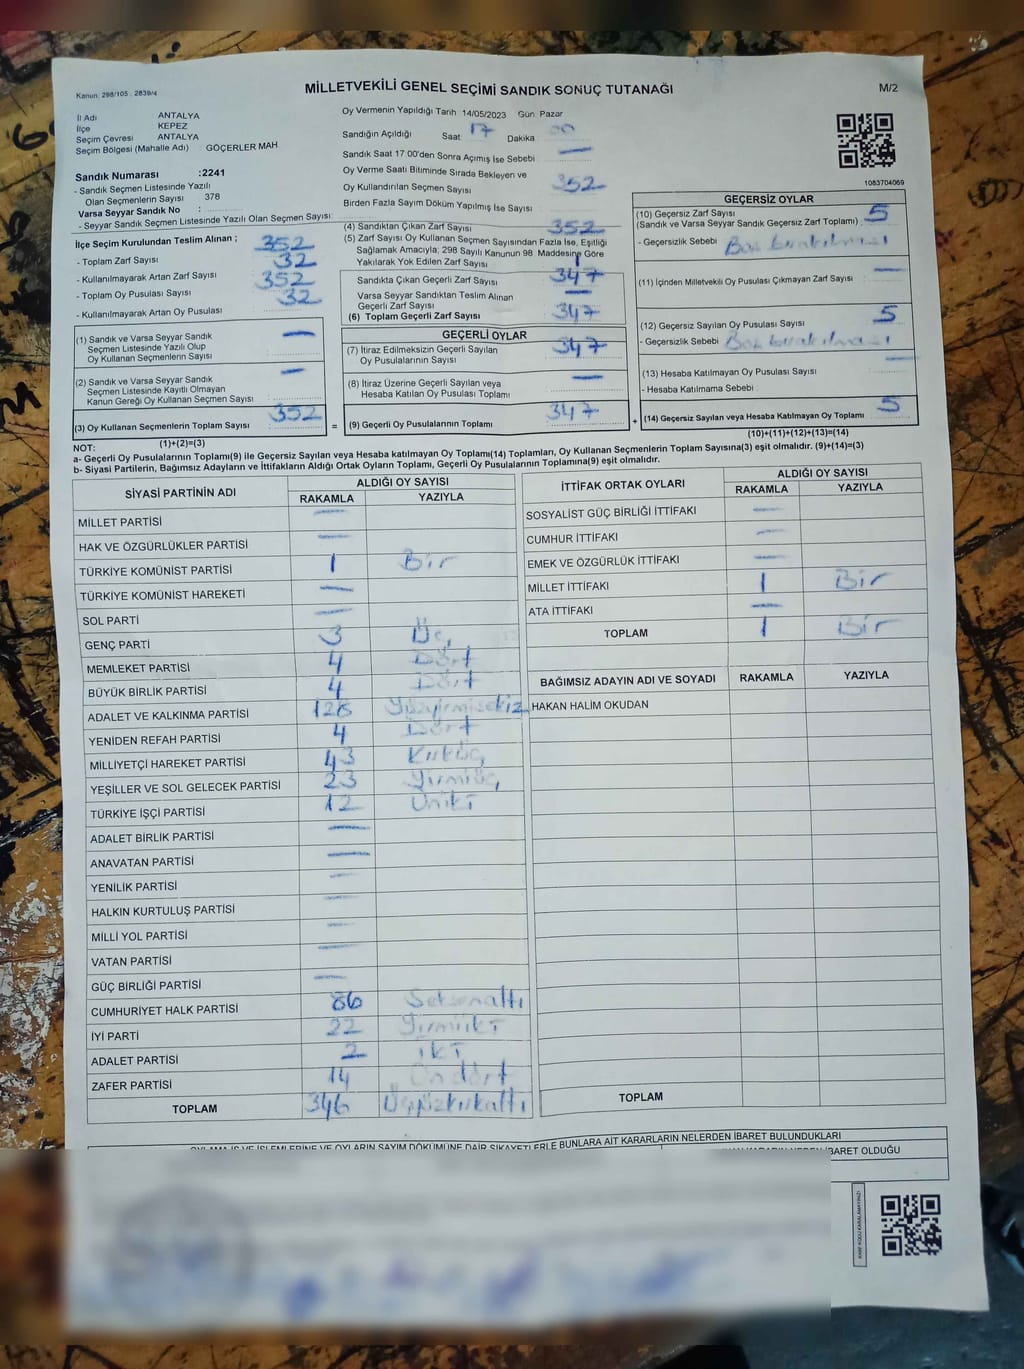 Kanun: 298/105 . 2839/4
MİLLETVEKİLİ GENEL SEÇİMİ SANDIK SONUÇ TUTANAĞI
M/2
İl Adı ANTALYA
İlçe KEPEZ
Seçim Çevresi ANTALYA
Seçim Bölgesi (Mahalle Adı) : GÖÇERLER MAH
Sandık Numarası :2241
- Sandık Seçmen Listesinde Yazılı
Olan Seçmenlerin Sayısı 378
Varsa Seyyar Sandık No :
- Seyyar Sandık Seçmen Listesinde Yazılı Olan Seçmen Sayısı:
Oy Vermenin Yapıldığı Tarih 14/05/2023 Gün: Pazar
Sandığın Açıldığı Saat 17 Dakika 00
Sandık Saat 17 00'den Sonra Açımış İse Sebebi —
Oy Verme Saati Bitiminde Sırada Bekleyen ve
Oy Kullandırılan Seçmen Sayısı 352
Birden Fazla Sayım Döküm Yapılmış İse Sayısı
1083704069
İlçe Seçim Kurulundan Teslim Alınan ;
- Toplam Zarf Sayısı 352
- Kullanılmayarak Artan Zarf Sayısı 32
- Toplam Oy Pusulası Sayısı 352
- Kullanılmayarak Artan Oy Pusulası 32
(1) Sandık ve Varsa Seyyar Sandık
Seçmen Listesinde Yazılı Olup
Oy Kullanan Seçmenlerin Sayısı —
(2) Sandık ve Varsa Seyyar Sandık
Seçmen Listesinde Kayıtlı Olmayan
Kanun Gereği Oy Kullanan Seçmen Sayısı —
(3) Oy Kullanan Seçmenlerin Toplam Sayısı 352
(1)+(2)=(3)
(4) Sandıktan Çıkan Zarf Sayısı 352
(5) Zarf Sayısı Oy Kullanan Seçmen Sayısından Fazla İse, Eşitliği
Sağlamak Amacıyla, 298 Sayılı Kanunun 98 Maddesine Göre
Yakılarak Yok Edilen Zarf Sayısı
Sandıkta Çıkan Geçerli Zarf Sayısı 347
Varsa Seyyar Sandıktan Teslim Alınan
Geçerli Zarf Sayısı —
(6) Toplam Geçerli Zarf Sayısı 347
GEÇERLİ OYLAR
(7) İtiraz Edilmeksizin Geçerli Sayılan
Oy Pusulalarının Sayısı 347
(8) İtiraz Üzerine Geçerli Sayılan veya
Hesaba Katılan Oy Pusulası Toplamı —
= (9) Geçerli Oy Pusulalarının Toplamı 347 +
GEÇERSİZ OYLAR
(10) Geçersiz Zarf Sayısı
(Sandık ve Varsa Seyyar Sandık Geçersiz Zarf Toplamı) 5
- Geçersizlik Sebebi Boş bırakılması
(11) İçinden Milletvekili Oy Pusulası Çıkmayan Zarf Sayısı —
(12) Geçersiz Sayılan Oy Pusulası Sayısı 5
- Geçersizlik Sebebi Boş bırakılması
(13) Hesaba Katılmayan Oy Pusulası Sayısı —
- Hesaba Katılmama Sebebi
(14) Geçersiz Sayılan veya Hesaba Katılmayan Oy Toplamı 5
(10)+(11)+(12)+(13)=(14)
NOT:
a- Geçerli Oy Pusulalarının Toplamı(9) ile Geçersiz Sayılan veya Hesaba katılmayan Oy Toplamı(14) Toplamları, Oy Kullanan Seçmenlerin Toplam Sayısına(3) eşit olmalıdır. (9)+(14)=(3)
b- Siyasi Partilerin, Bağımsız Adayların ve İttifakların Aldığı Ortak Oyların Toplamı, Geçerli Oy Pusulalarının Toplamına(9) eşit olmalıdır.
SİYASİ PARTİNİN ADI ALDIĞI OY SAYISI
RAKAMLA YAZIYLA
MİLLET PARTİSİ —
HAK VE ÖZGÜRLÜKLER PARTİSİ —
TÜRKİYE KOMÜNİST PARTİSİ 1 Bir
TÜRKİYE KOMÜNİST HAREKETİ —
SOL PARTİ —
GENÇ PARTİ 3 Üç
MEMLEKET PARTİSİ 4 Dört
BÜYÜK BİRLİK PARTİSİ 4 Dört
ADALET VE KALKINMA PARTİSİ 128 Yüzyirmisekiz
YENİDEN REFAH PARTİSİ 4 Dört
MİLLİYETÇİ HAREKET PARTİSİ 43 Kırküç
YEŞİLLER VE SOL GELECEK PARTİSİ 23 Yirmiüç
TÜRKİYE İŞÇİ PARTİSİ 12 Oniki
ADALET BİRLİK PARTİSİ —
ANAVATAN PARTİSİ —
YENİLİK PARTİSİ —
HALKIN KURTULUŞ PARTİSİ —
MİLLİ YOL PARTİSİ —
VATAN PARTİSİ —
GÜÇ BİRLİĞİ PARTİSİ —
CUMHURİYET HALK PARTİSİ 86 Seksenaltı
İYİ PARTİ 22 Yirmiiki
ADALET PARTİSİ 2 iki
ZAFER PARTİSİ 14 Ondört
TOPLAM 346 Üçyüzkırkaltı
İTTİFAK ORTAK OYLARI ALDIĞI OY SAYISI
RAKAMLA YAZIYLA
SOSYALİST GÜÇ BİRLİĞİ İTTİFAKI —
CUMHUR İTTİFAKI —
EMEK VE ÖZGÜRLÜK İTTİFAKI —
MİLLET İTTİFAKI 1 Bir
ATA İTTİFAKI —
TOPLAM 1 Bir
BAĞIMSIZ ADAYIN ADI VE SOYADI RAKAMLA YAZIYLA
HAKAN HALİM OKUDAN
TOPLAM
OYLAMA İŞ VE İŞLEMLERİNE VE OYLARIN SAYIM DÖKÜMÜNE DAİR ŞİKAYETLERLE BUNLARA AİT KARARLARIN NELERDEN İBARET BULUNDUKLARI
İBARET OLDUĞU